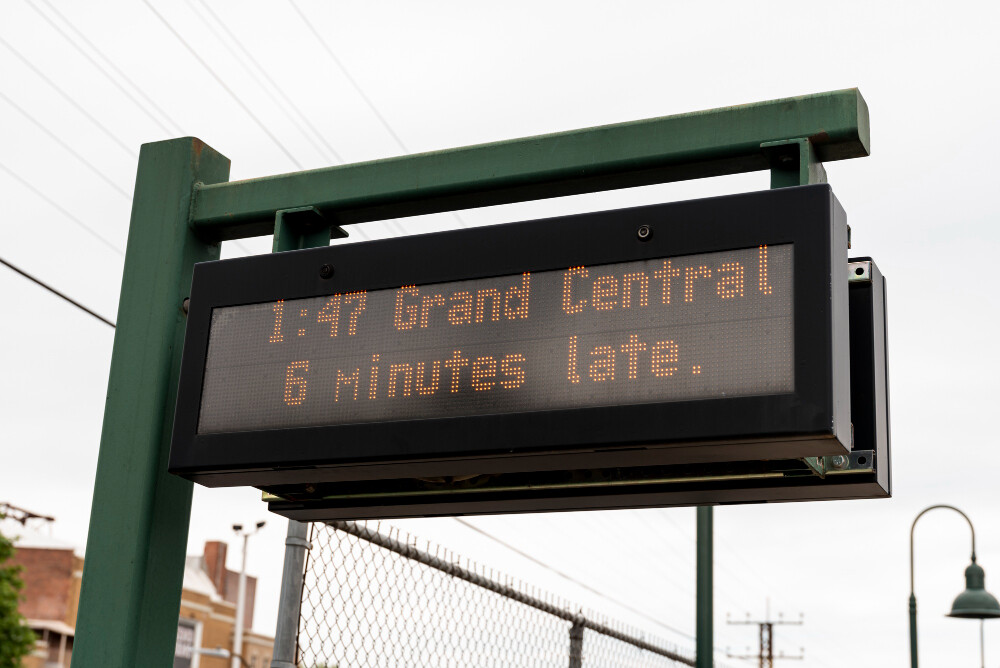 1:47 Grand Central
6 minutes late.